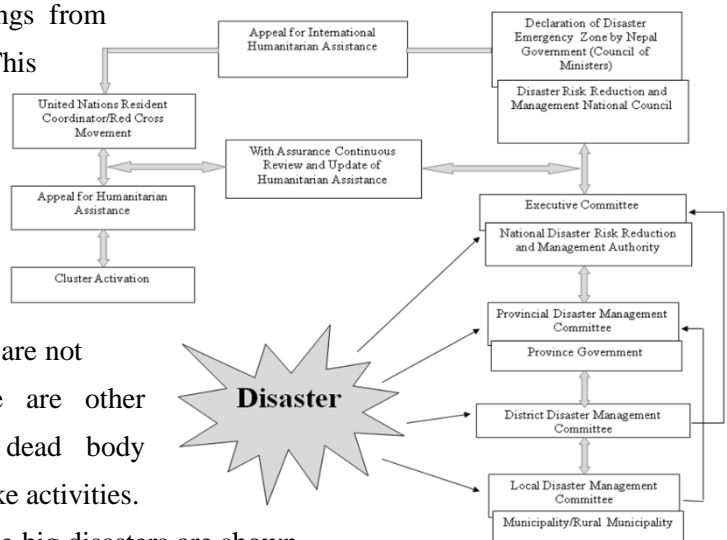 ngs from
This
are not
e are other
dead body
ke activities.
e big disasters are shown
Appeal for International
Humanitarian Assistance
Declaration of Disaster
Emergency Zone by Nepal
Government (Council of
Ministers)
Disaster Risk Reduction and
Management National Council
United Nations Resident
Coordinator/Red Cross
Movement
With Assurance Continuous
Review and Update of
Humanitarian Assistance
Appeal for Humanitarian
Assistance
Cluster Activation
Executive Committee
National Disaster Risk Reduction
and Management Authority
Provincial Disaster Management
Committee
Province Government
Disaster
District Disaster Management
Committee
Local Disaster Management
Committee
Municipality/Rural Municipality